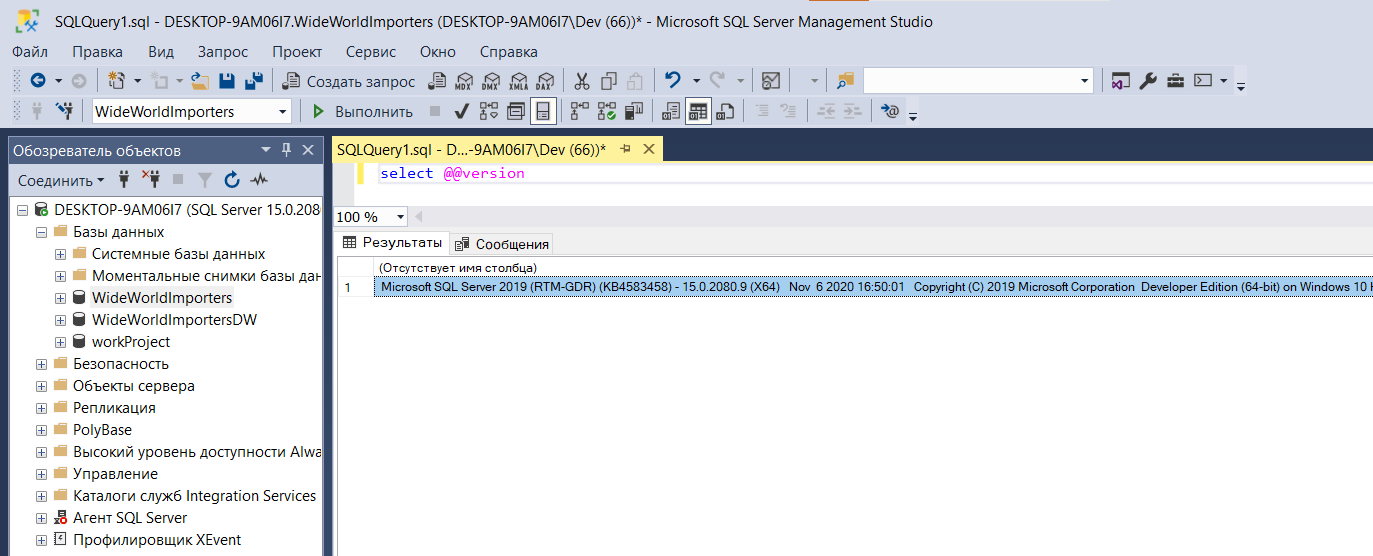 SQLQuery1.sql - DESKTOP-9AM06I7.WideWorldImporters (DESKTOP-9AM06I7\Dev (66))* - Microsoft SQL Server Management Studio
Файл Правка Вид Запрос Проект Сервис Окно Справка
Создать запрос MDX DMX XMLA DAX
WideWorldImporters Выполнить
Обозреватель объектов
Соединить
DESKTOP-9AM06I7 (SQL Server 15.0.2080
Базы данных
Системные базы данных
Моментальные снимки базы дан
WideWorldImporters
WideWorldImportersDW
workProject
Безопасность
Объекты сервера
Репликация
PolyBase
Высокий уровень доступности Alwa
Управление
Каталоги служб Integration Services
Агент SQL Server
Профилировщик XEvent
SQLQuery1.sql - D...-9AM06I7\Dev (66))*
select @@version
100 %
Результаты Сообщения
(Отсутствует имя столбца)
1 Microsoft SQL Server 2019 (RTM-GDR) (KB4583458) - 15.0.2080.9 (X64) Nov 6 2020 16:50:01 Copyright (C) 2019 Microsoft Corporation Developer Edition (64-bit) on Windows 10 H